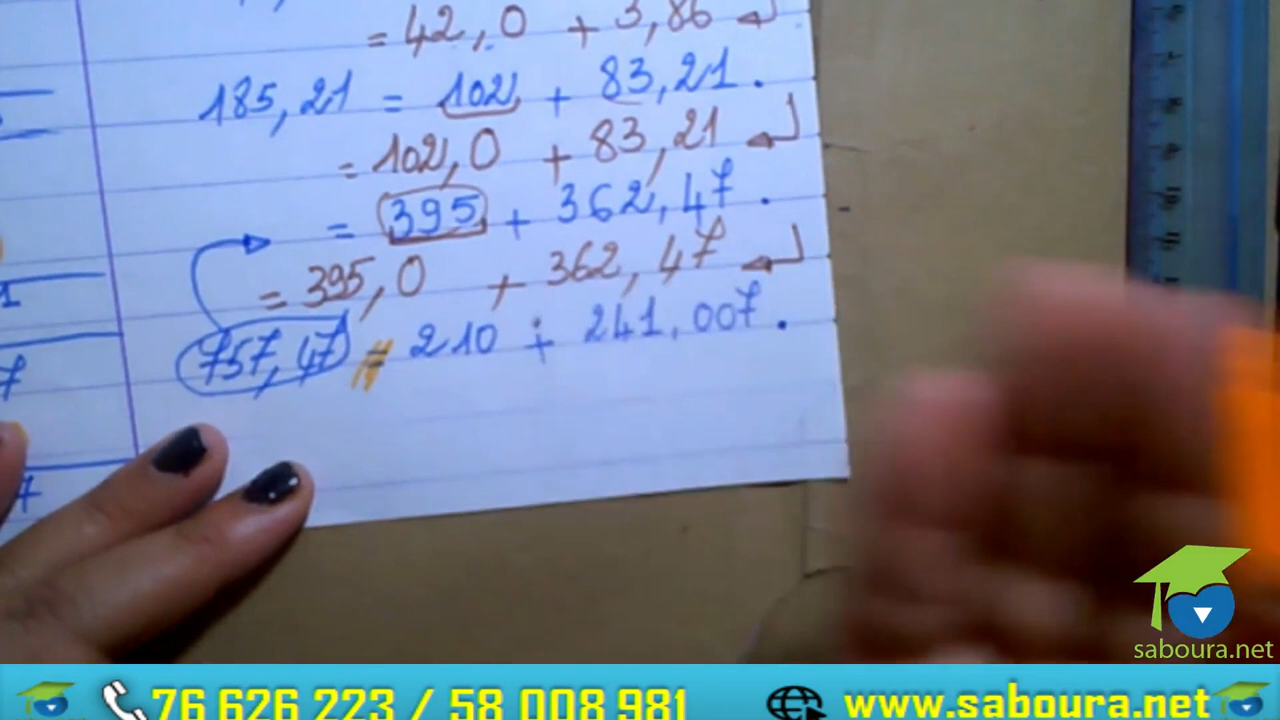 = 42,0 + 3,86
185,21 = 102 + 83,21.
= 102,0 + 83,21
= 395 + 362,47.
= 395,0 + 362,47
757,47 = 210 + 241,007.
saboura.net
76 626 223 / 58 008 981 www.saboura.net